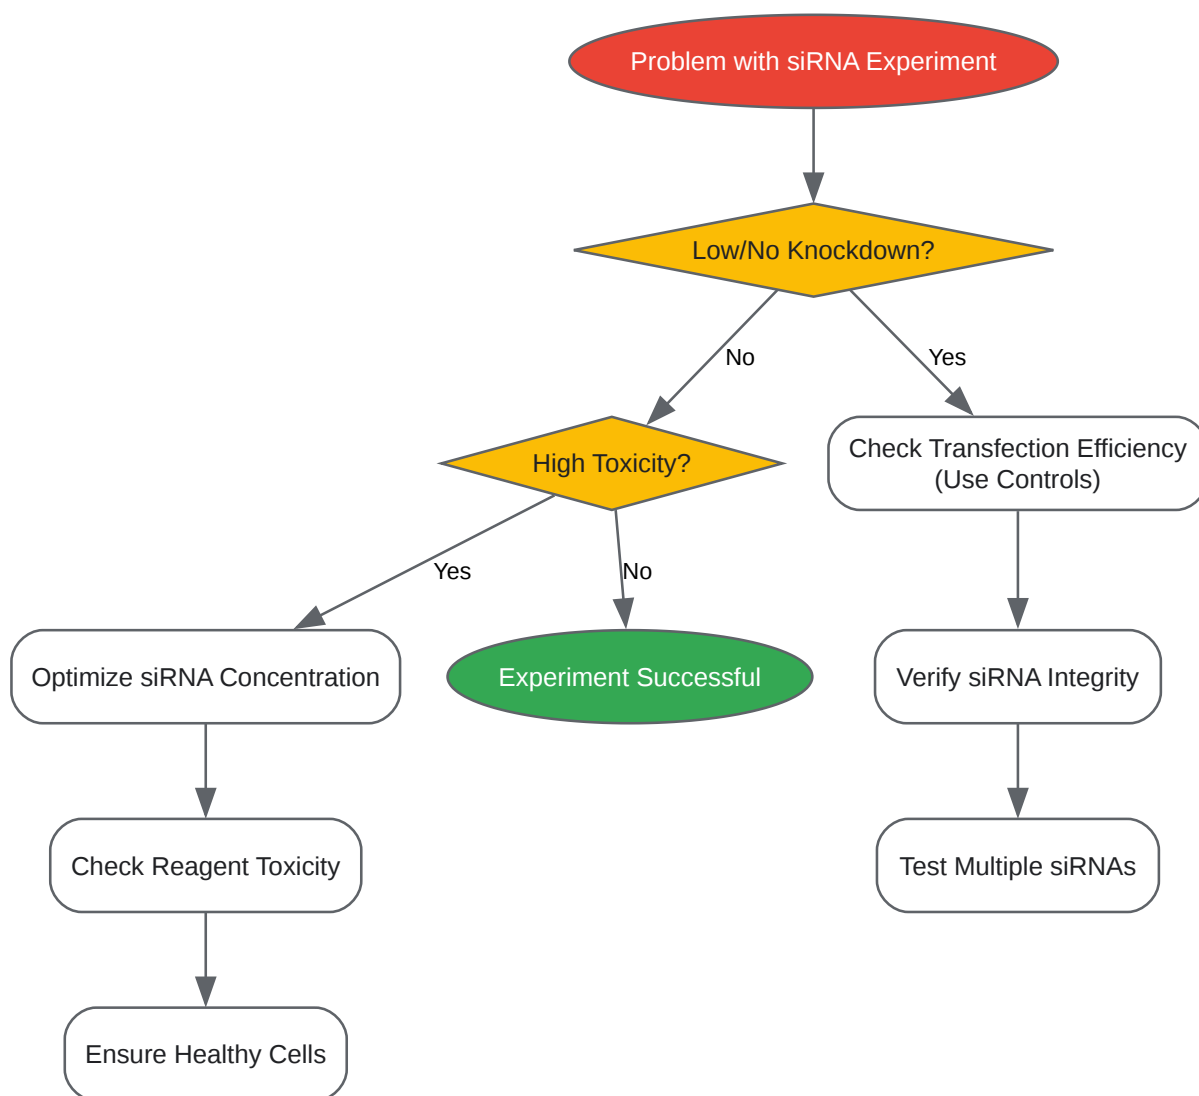 Problem with siRNA Experiment
Low/No Knockdown?
No
Yes
High Toxicity?
Check Transfection Efficiency
(Use Controls)
Yes
No
Optimize siRNA Concentration
Experiment Successful
Verify siRNA Integrity
Check Reagent Toxicity
Test Multiple siRNAs
Ensure Healthy Cells